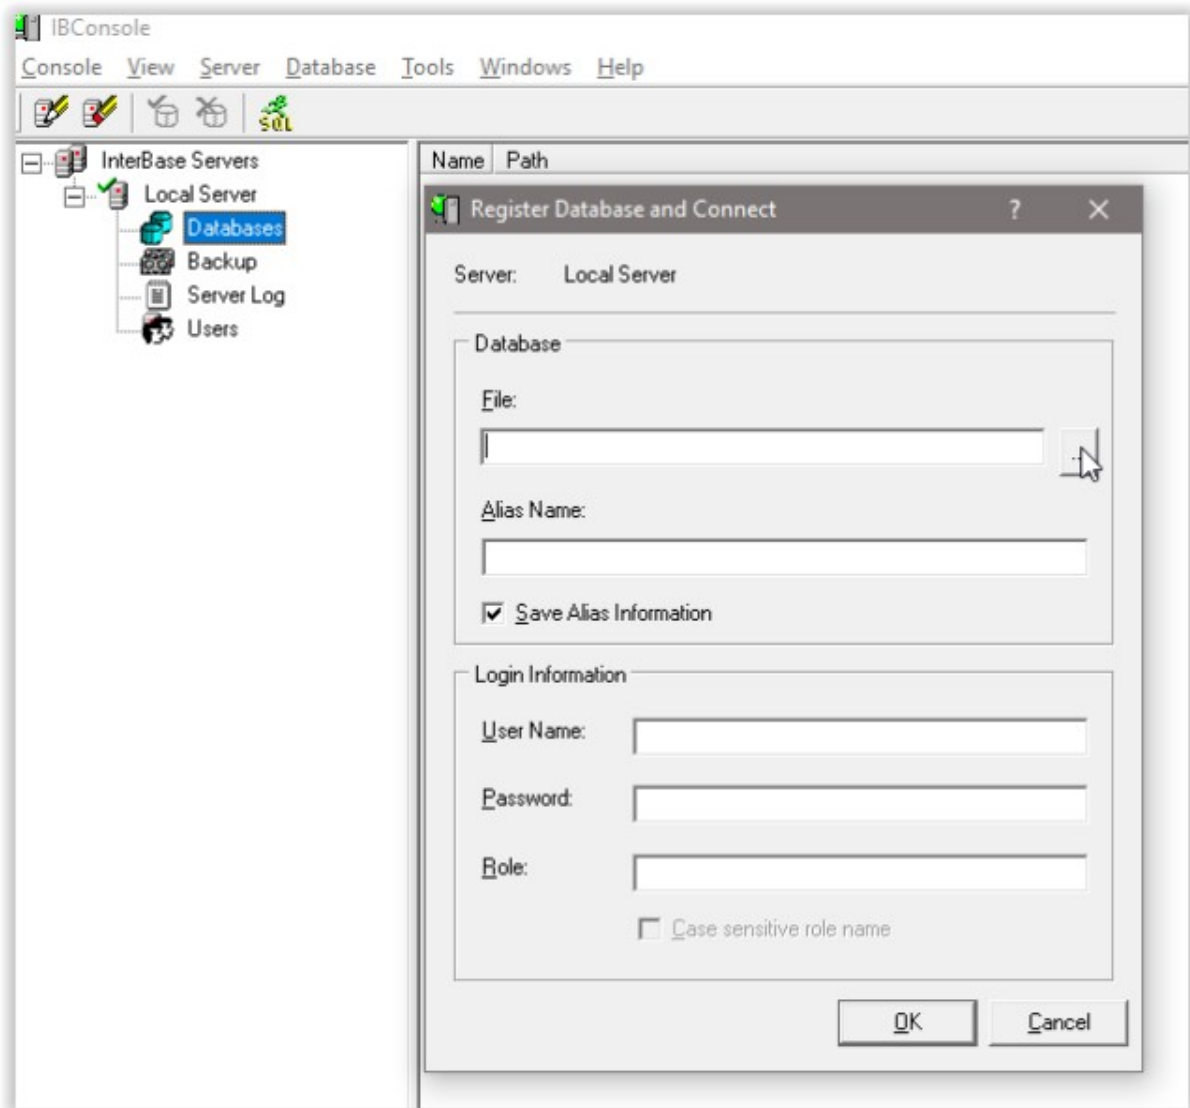 IBConsole
Console View Server Database Tools Windows Help
SQL
InterBase Servers
Local Server
Databases
Backup
Server Log
Users
Name Path
Register Database and Connect ?
Server: Local Server
Database
File:
...
Alias Name:
Save Alias Information
Login Information
User Name:
Password:
Role:
Case sensitive role name
OK Cancel